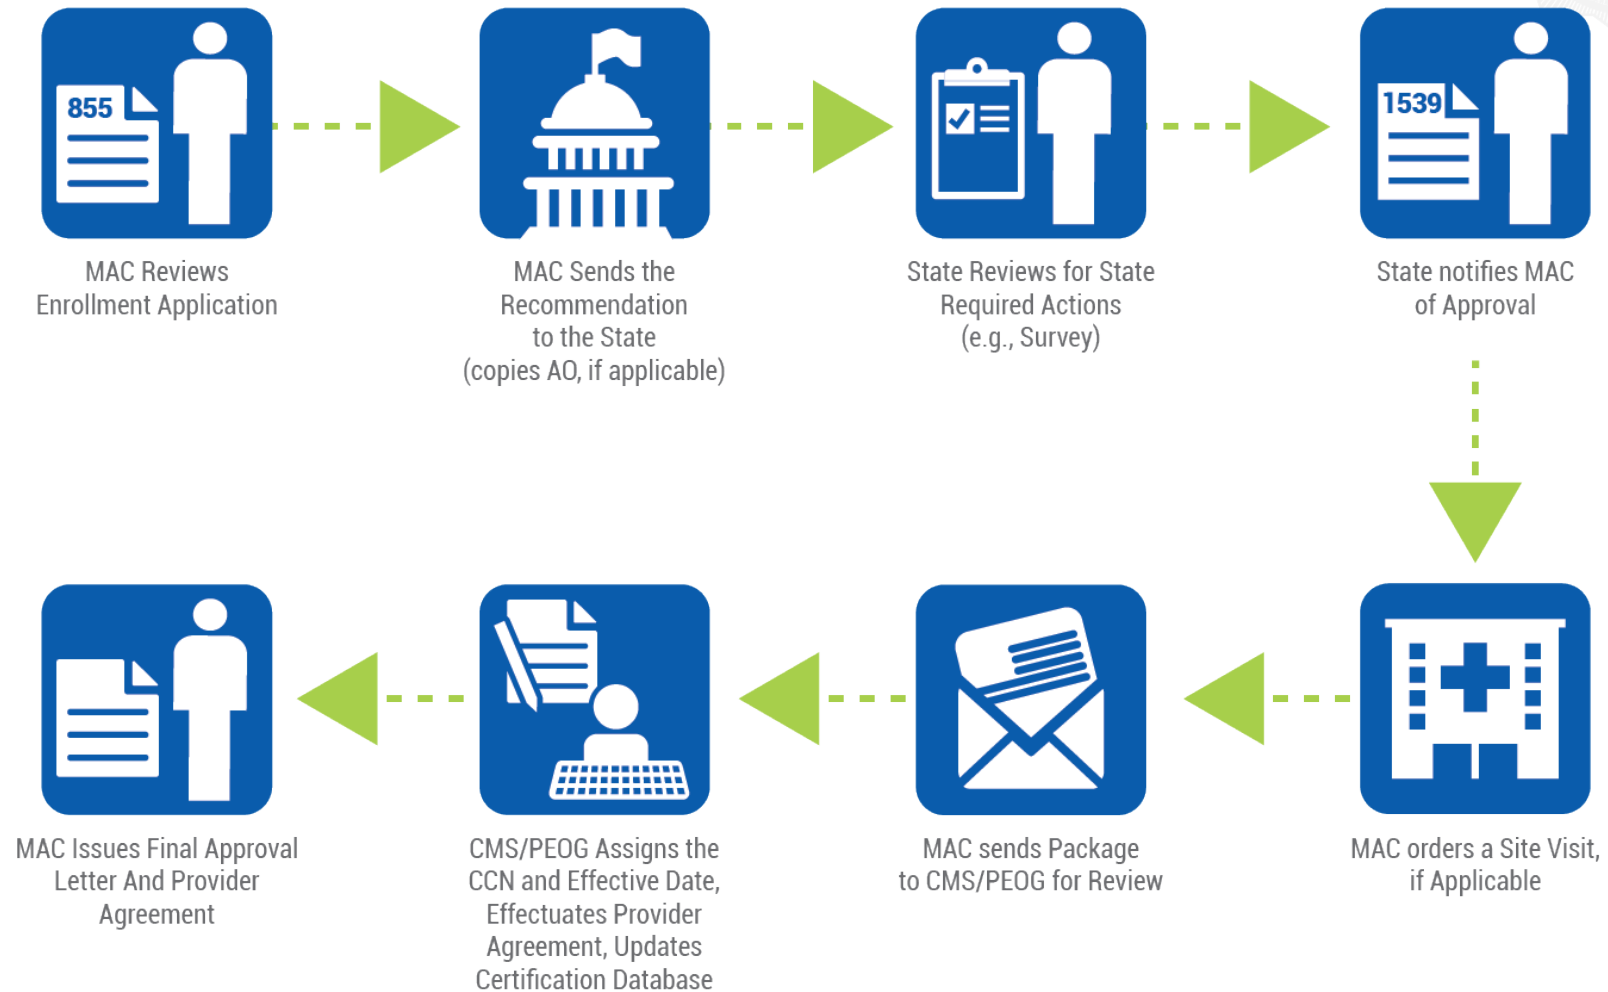 855
MAC Reviews
Enrollment Application
MAC Sends the
Recommendation
to the State
(copies AO, if applicable)
State Reviews for State
Required Actions
(e.g., Survey)
1539
State notifies MAC
of Approval
MAC orders a Site Visit,
if Applicable
MAC sends Package
to CMS/PEOG for Review
CMS/PEOG Assigns the
CCN and Effective Date,
Effectuates Provider
Agreement, Updates
Certification Database
MAC Issues Final Approval
Letter And Provider
Agreement